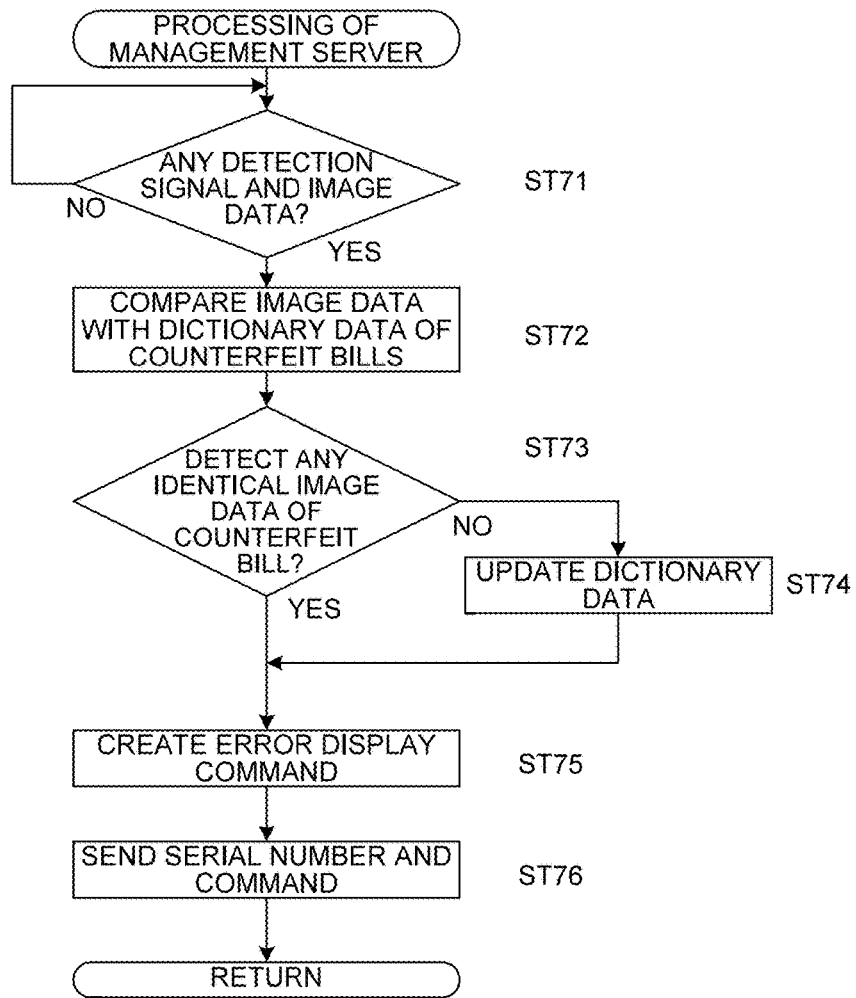 PROCESSING OF
MANAGEMENT SERVER
ANY DETECTION
SIGNAL AND IMAGE
DATA?
ST71
NO
YES
COMPARE IMAGE DATA
WITH DICTIONARY DATA OF
COUNTERFEIT BILLS
ST72
ST73
DETECT ANY
IDENTICAL IMAGE
DATA OF
COUNTERFEIT
BILL?
NO
YES
UPDATE DICTIONARY
DATA
ST74
CREATE ERROR DISPLAY
COMMAND
ST75
SEND SERIAL NUMBER AND
COMMAND
ST76
RETURN